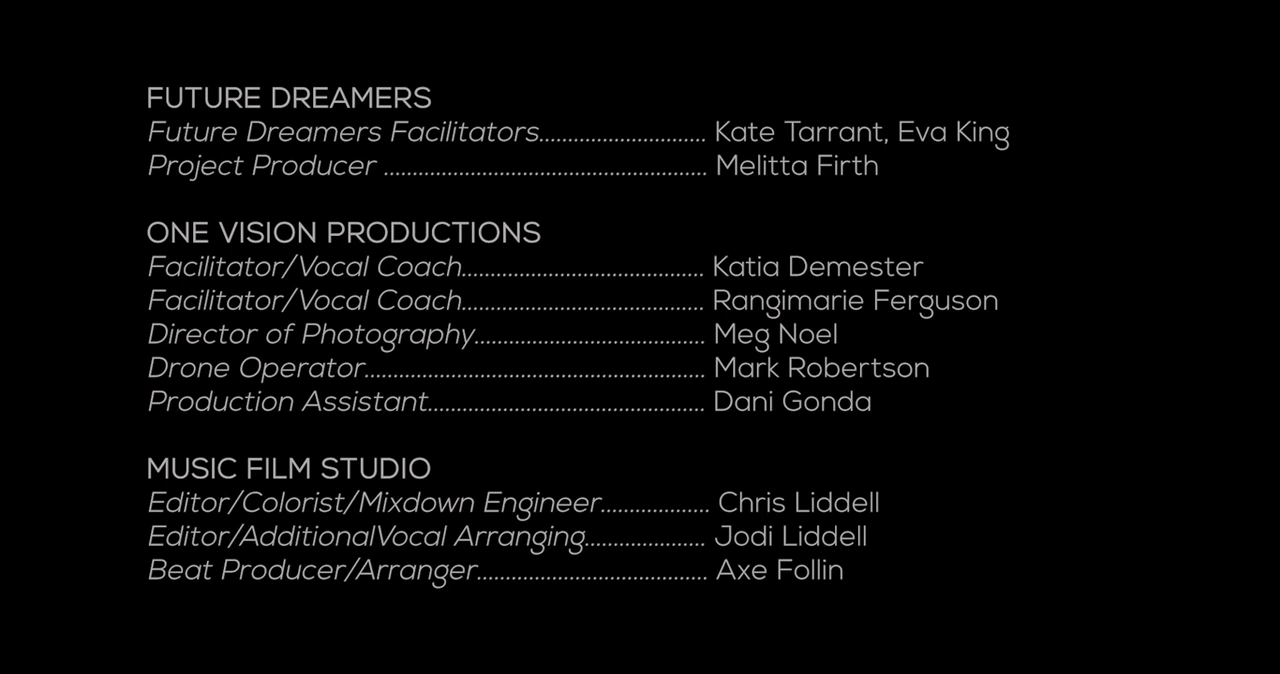 FUTURE DREAMERS
Future Dreamers Facilitators............................. Kate Tarrant, Eva King
Project Producer ........................................................ Melitta Firth
ONE VISION PRODUCTIONS
Facilitator/Vocal Coach.......................................... Katia Demester
Facilitator/Vocal Coach.......................................... Rangimarie Ferguson
Director of Photography........................................ Meg Noel
Drone Operator........................................................... Mark Robertson
Production Assistant................................................ Dani Gonda
MUSIC FILM STUDIO
Editor/Colorist/Mixdown Engineer................... Chris Liddell
Editor/AdditionalVocal Arranging..................... Jodi Liddell
Beat Producer/Arranger........................................ Axe Follin